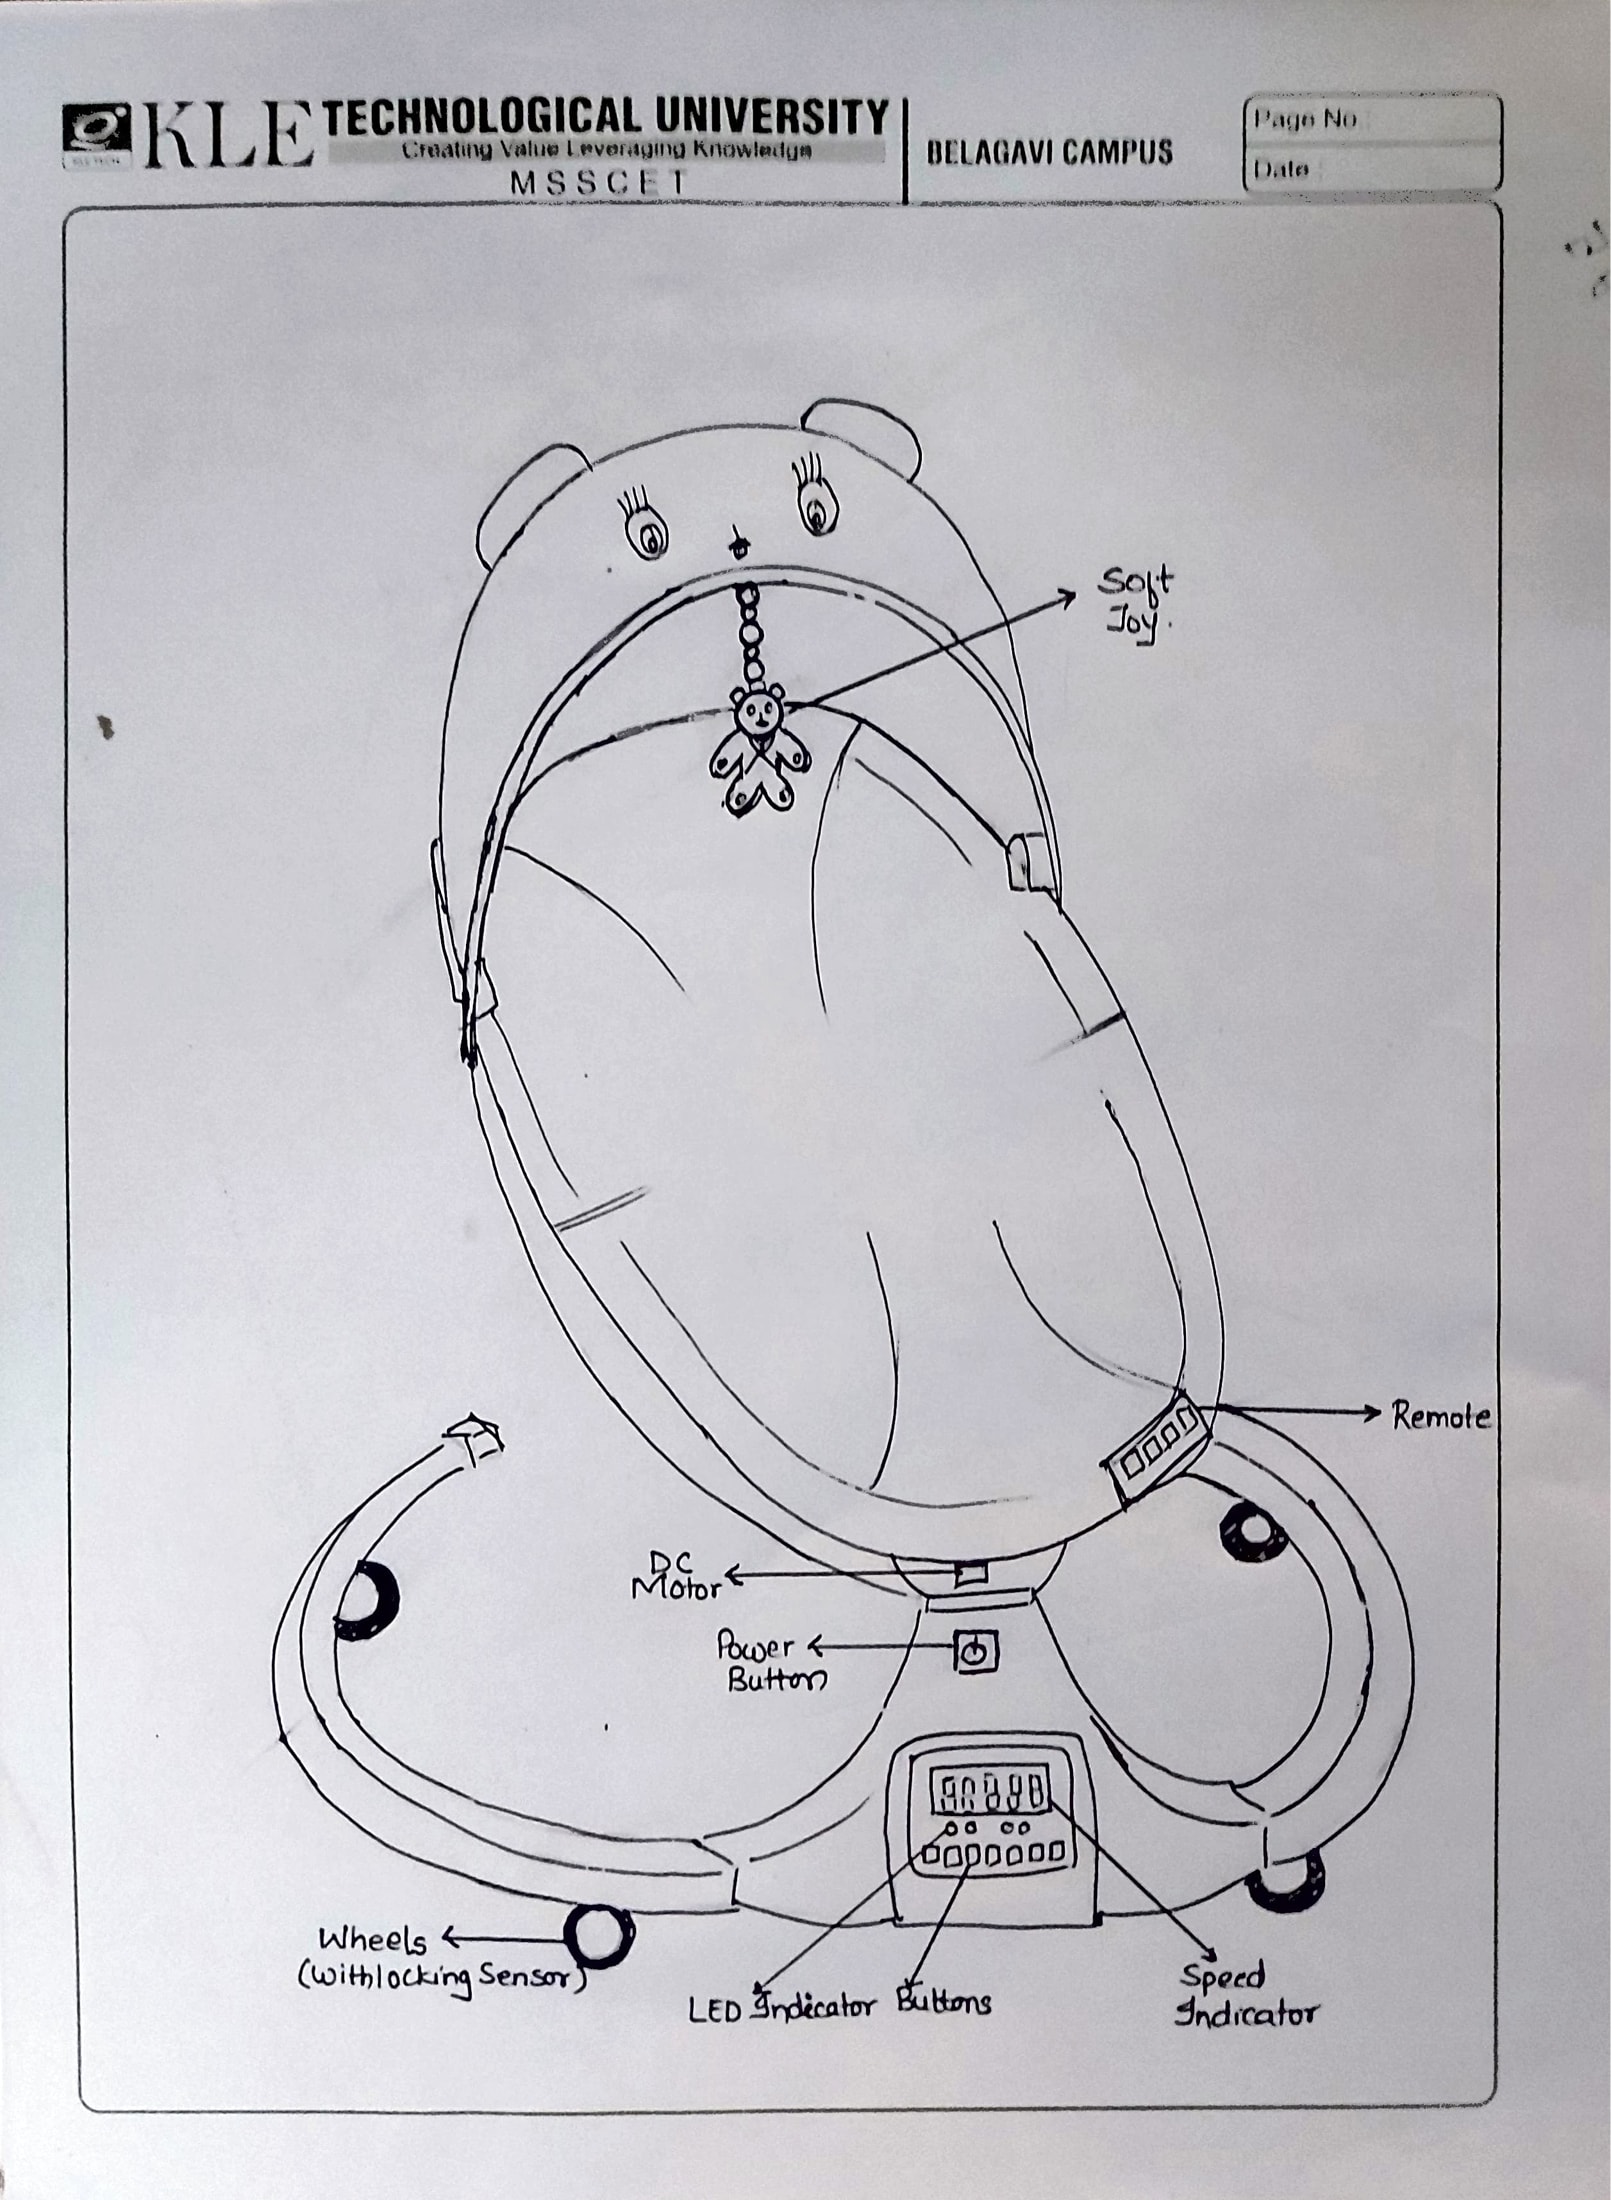 KLE TECHNOLOGICAL UNIVERSITY
Creating Value Leveraging Knowledge
MSSCET
BELAGAVI CAMPUS
Page No
Date
Soft
Toy.
Remote
DC
Motor
Power
Button
Wheels
(withlocking Sensor)
LED Indicator Buttons
Speed
Indicator